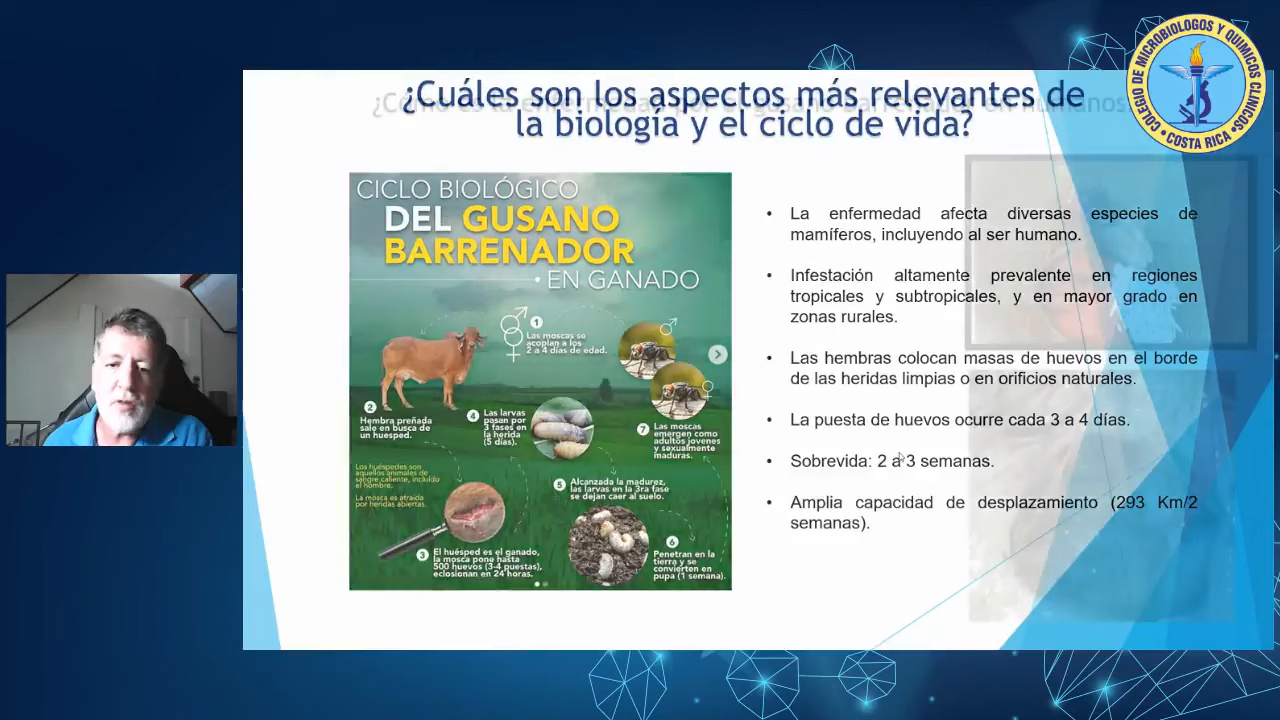 ¿Cuáles son los aspectos más relevantes de
la biología y el ciclo de vida?
COLEGIO DE MICROBIOLOGOS Y QUIMICOS CLINICOS
• COSTA RICA •
CICLO BIOLÓGICO
DEL GUSANO
BARRENADOR
EN GANADO
1
Las moscas se
acoplan a los
2 a 4 días de edad.
2
Hembra preñada
sale en busca de
un huesped.
Los huéspedes son
aquellos animales de
sangre caliente, incluido
el hombre.
La mosca es atraída
por heridas abiertas.
3
El huésped es el ganado,
la mosca pone hasta
500 huevos (3-4 puestas),
eclosionan en 24 horas.
4
Las larvas
pasan por
3 fases en
la herida
(5 días).
5
Alcanzada la madurez,
las larvas en la 3ra fase
se dejan caer al suelo.
6
Penetran en la
tierra y se
convierten en
pupa (1 semana).
7
Las moscas
emergen como
adultos jovenes
y sexualmente
maduras.
• La enfermedad afecta diversas especies de
mamíferos, incluyendo al ser humano.
• Infestación altamente prevalente en regiones
tropicales y subtropicales, y en mayor grado en
zonas rurales.
• Las hembras colocan masas de huevos en el borde
de las heridas limpias o en orificios naturales.
• La puesta de huevos ocurre cada 3 a 4 días.
• Sobrevida: 2 a 3 semanas.
• Amplia capacidad de desplazamiento (293 Km/2
semanas).